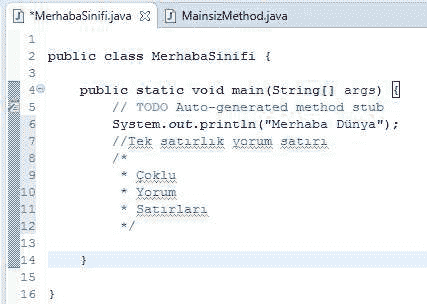 *MerhabaSinifi.java MainsizMethod.java
1
2 public class MerhabaSinifi {
3
4 public static void main(String[] args) {
5 // TODO Auto-generated method stub
6 System.out.println("Merhaba Dünya");
7 //Tek satırlık yorum satırı
8 /*
9 * Çoklu
10 * Yorum
11 * Satırları
12 */
13
14 }
15
16 }